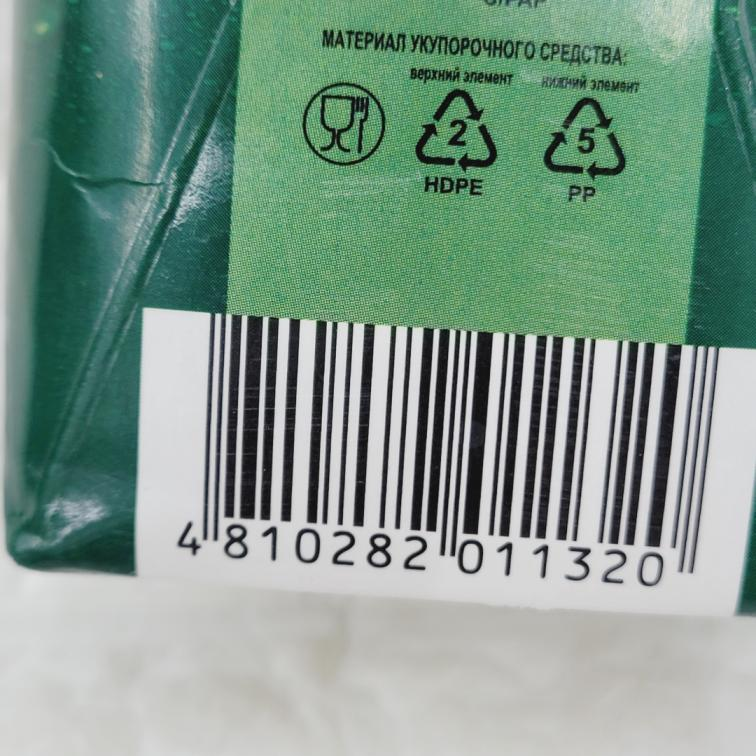 МАТЕРИАЛ УКУПОРОЧНОГО СРЕДСТВА:
верхний элемент нижний элемент
2 5
HDPE PP
4 810282 011320